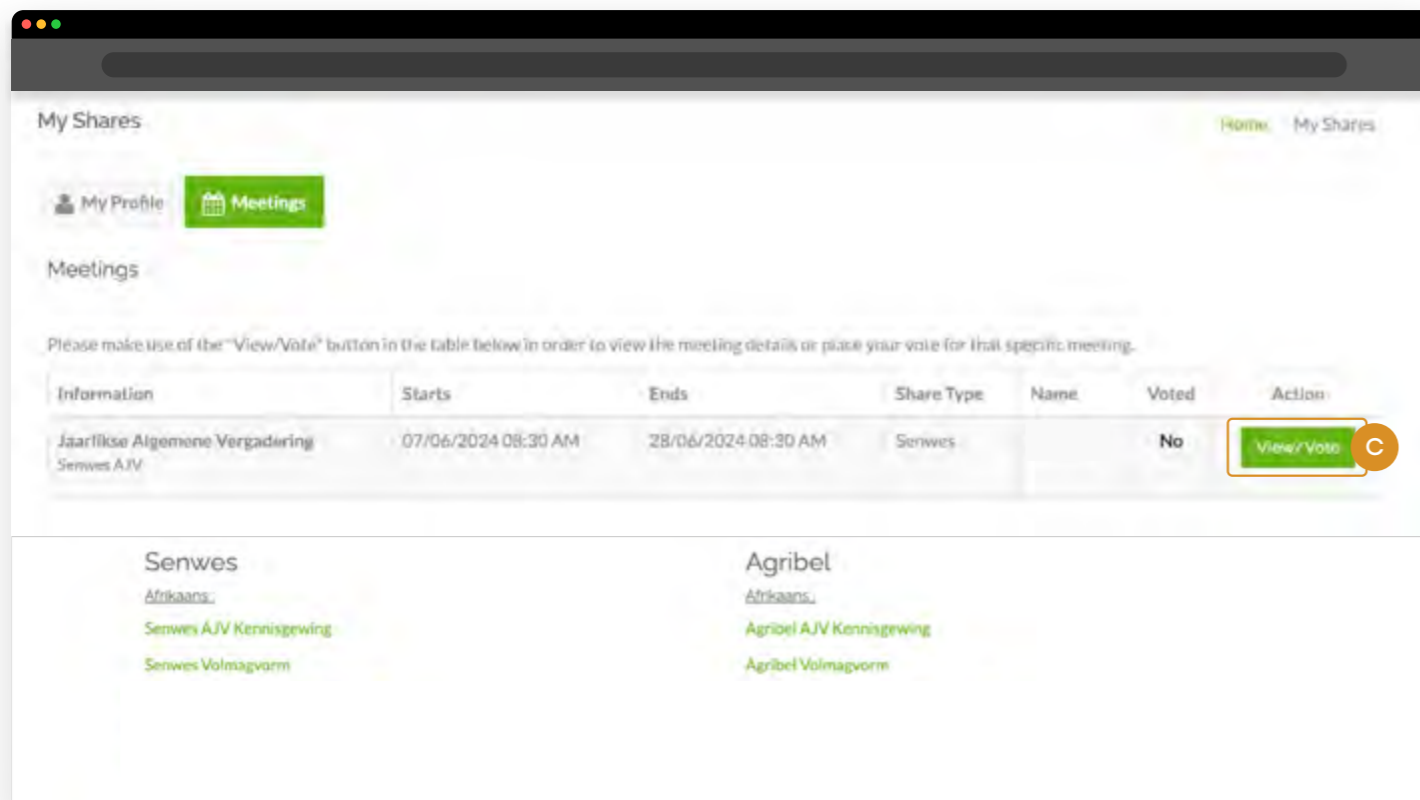 My Shares
Home My Shares
My Profile Meetings
Meetings
Please make use of the "View/Vote" button in the table below in order to view the meeting details or place your vote for that specific meeting.
Information Starts Ends Share Type Name Voted Action
Jaarlikse Algemene Vergadering 07/06/2024 08:30 AM 28/06/2024 08:30 AM Senwes No View/Vote C
Senwes AJV
Senwes Agribel
Afrikaans: Afrikaans:
Senwes AJV Kennisgewing Agribel AJV Kennisgewing
Senwes Volmagvorm Agribel Volmagvorm